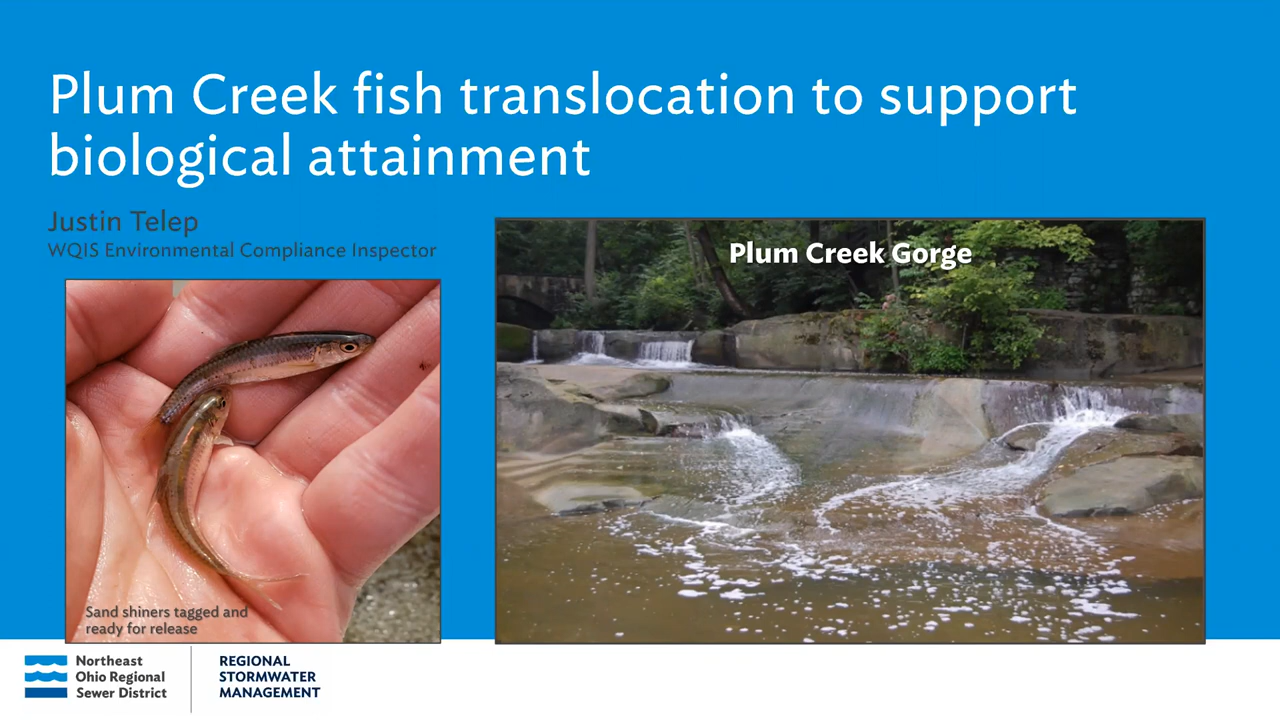 Plum Creek fish translocation to support
biological attainment
Justin Telep
WQIS Environmental Compliance Inspector
Plum Creek Gorge
Sand shiners tagged and
ready for release
Northeast
Ohio Regional
Sewer District
REGIONAL
STORMWATER
MANAGEMENT